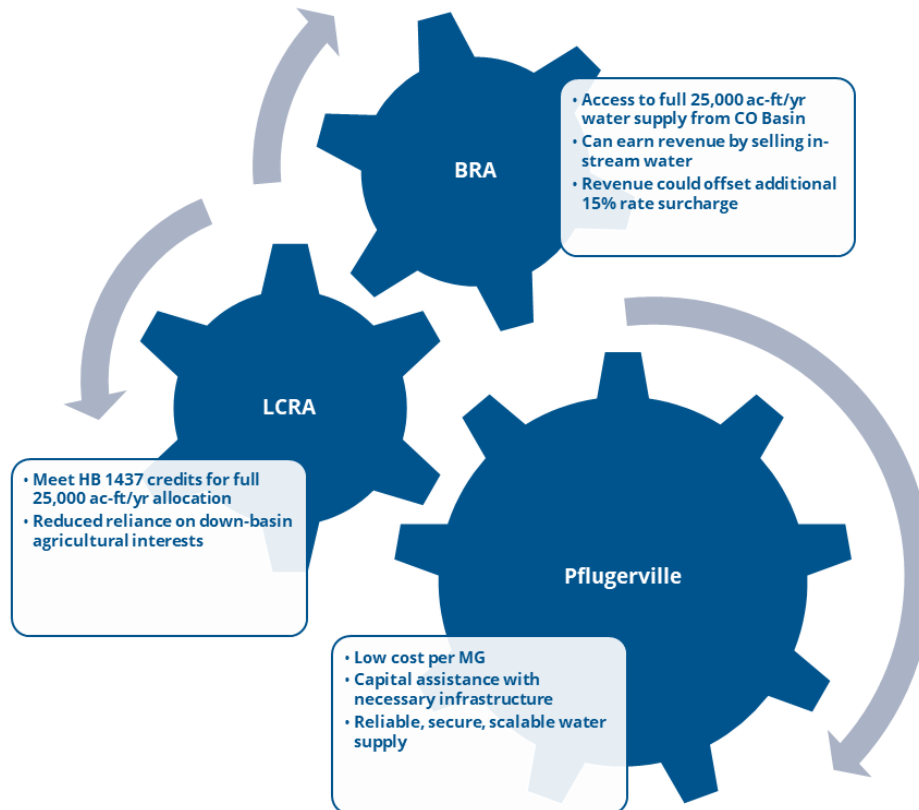 BRA
• Access to full 25,000 ac-ft/yr
water supply from CO Basin
• Can earn revenue by selling in-
stream water
• Revenue could offset additional
15% rate surcharge
LCRA
• Meet HB 1437 credits for full
25,000 ac-ft/yr allocation
• Reduced reliance on down-basin
agricultural interests
Pflugerville
• Low cost per MG
• Capital assistance with
necessary infrastructure
• Reliable, secure, scalable water
supply